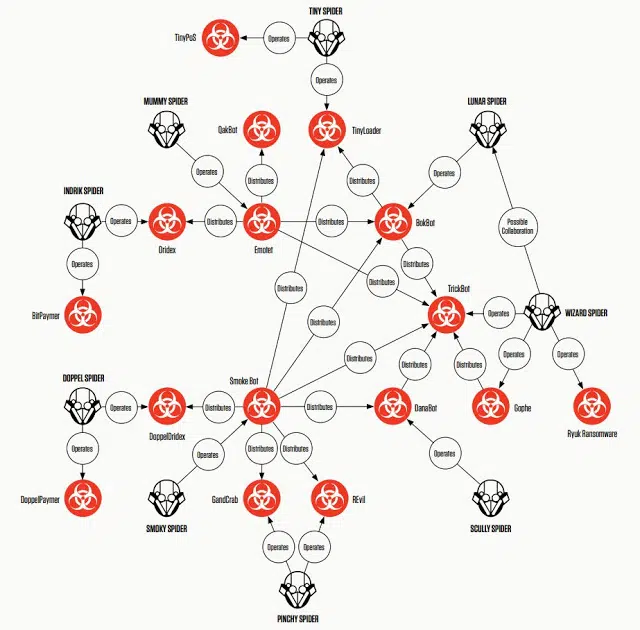 TINY SPIDER
TinyPoS
Operates
Operates
MUMMY SPIDER
QakBot
TinyLoader
LUNAR SPIDER
Operates
Distributes
Distributes
Operates
INDRIK SPIDER
Operates
Distributes
Distributes
BokBot
Possible
Collaboration
Dridex
Emotet
Operates
Distributes
Distributes
Distributes
TrickBot
BitPaymer
Distributes
Operates
WIZARD SPIDER
Distributes
Distributes
Distributes
Operates
Operates
DOPPEL SPIDER
Smoke Bot
Operates
Distributes
Distributes
DanaBot
Gophe
DoppelDridex
Ryuk Ransomware
Operates
Operates
Distributes
Distributes
Operates
DoppelPaymer
GandCrab
REvil
SMOKY SPIDER
SCULLY SPIDER
Operates
Operates
PINCHY SPIDER